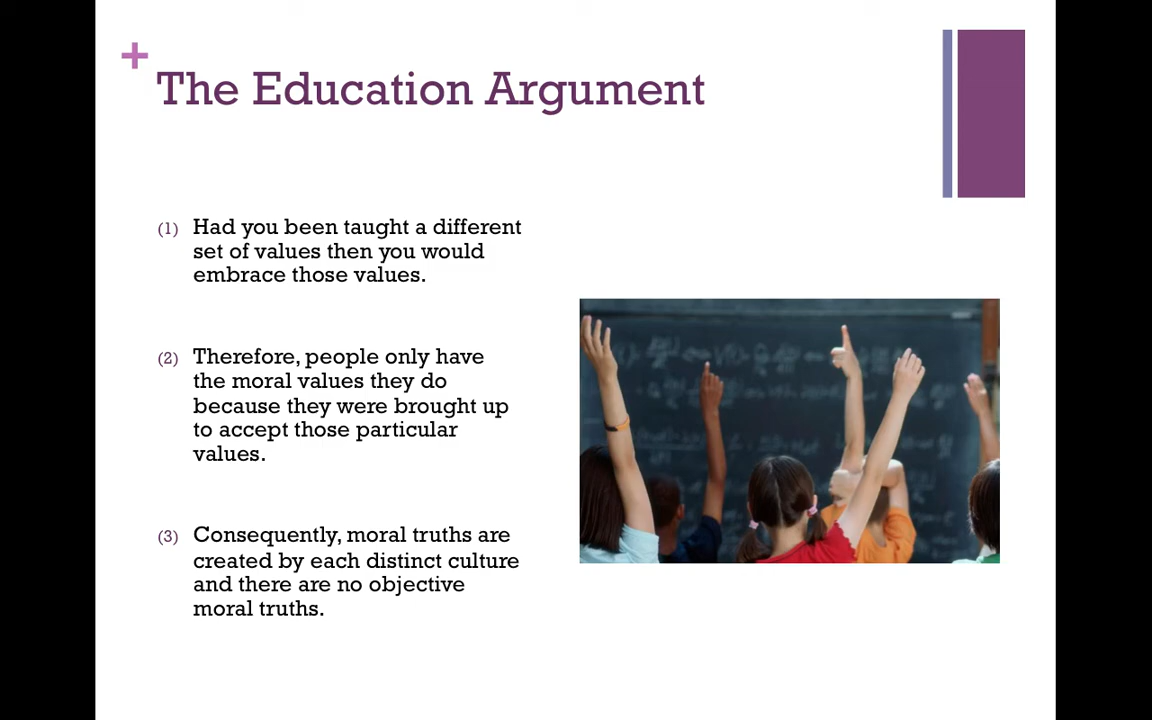 The Education Argument
(1) Had you been taught a different
set of values then you would
embrace those values.
(2) Therefore, people only have
the moral values they do
because they were brought up
to accept those particular
values.
(3) Consequently, moral truths are
created by each distinct culture
and there are no objective
moral truths.